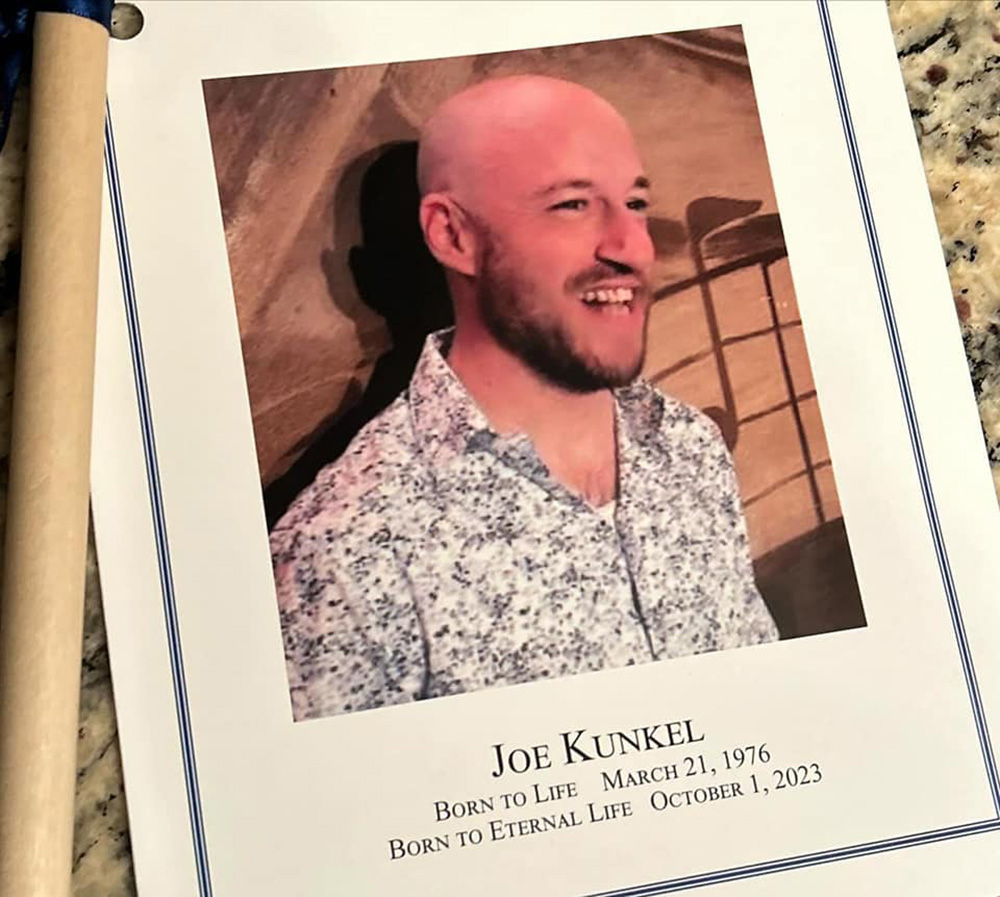 JOE KUNKEL
BORN TO LIFE MARCH 21, 1976
BORN TO ETERNAL LIFE OCTOBER 1, 2023